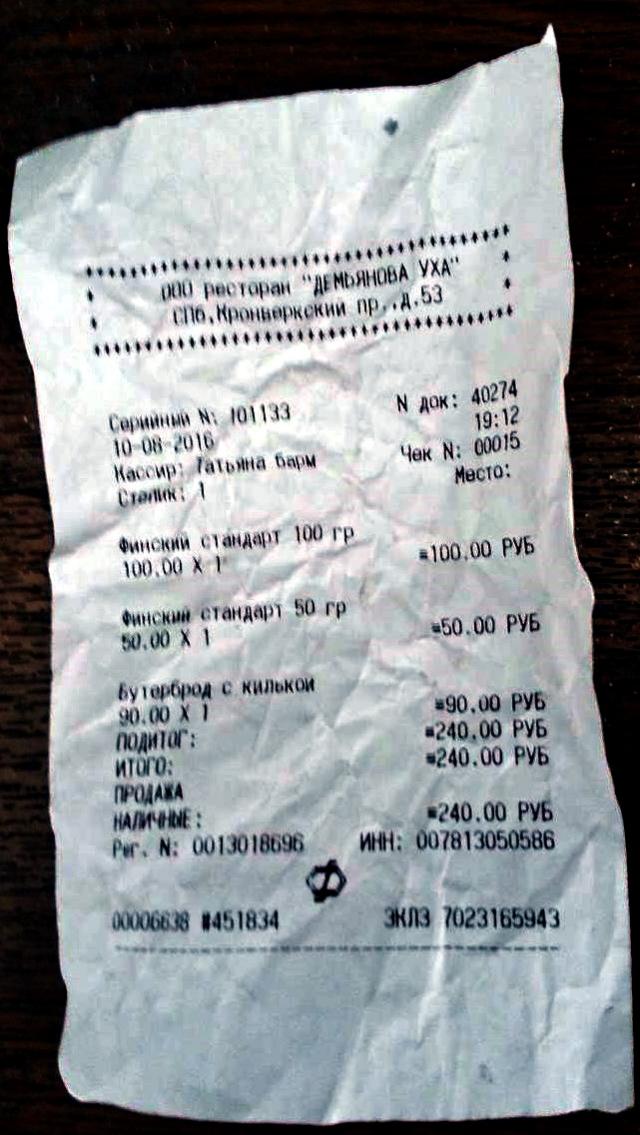 ООО ресторан "ДЕМЬЯНОВА УХА"
СПб,Кронверкский пр.,д.53
Серийный N: 101133 N док: 40274
10-08-2016 19:12
Кассир: Татьяна барм Чек N: 00015
Столик: 1 Место:
Финский стандарт 100 гр
100.00 X 1 =100.00 РУБ
Финский стандарт 50 гр
50.00 X 1 =50.00 РУБ
Бутерброд с килькой
90.00 X 1 =90.00 РУБ
ПОДИТОГ: =240.00 РУБ
ИТОГО: =240.00 РУБ
ПРОДАЖА
НАЛИЧНЫЕ: =240.00 РУБ
Рег. N: 0013018696 ИНН: 007813050586
00006638 #451834 ЭКЛЗ 7023165943